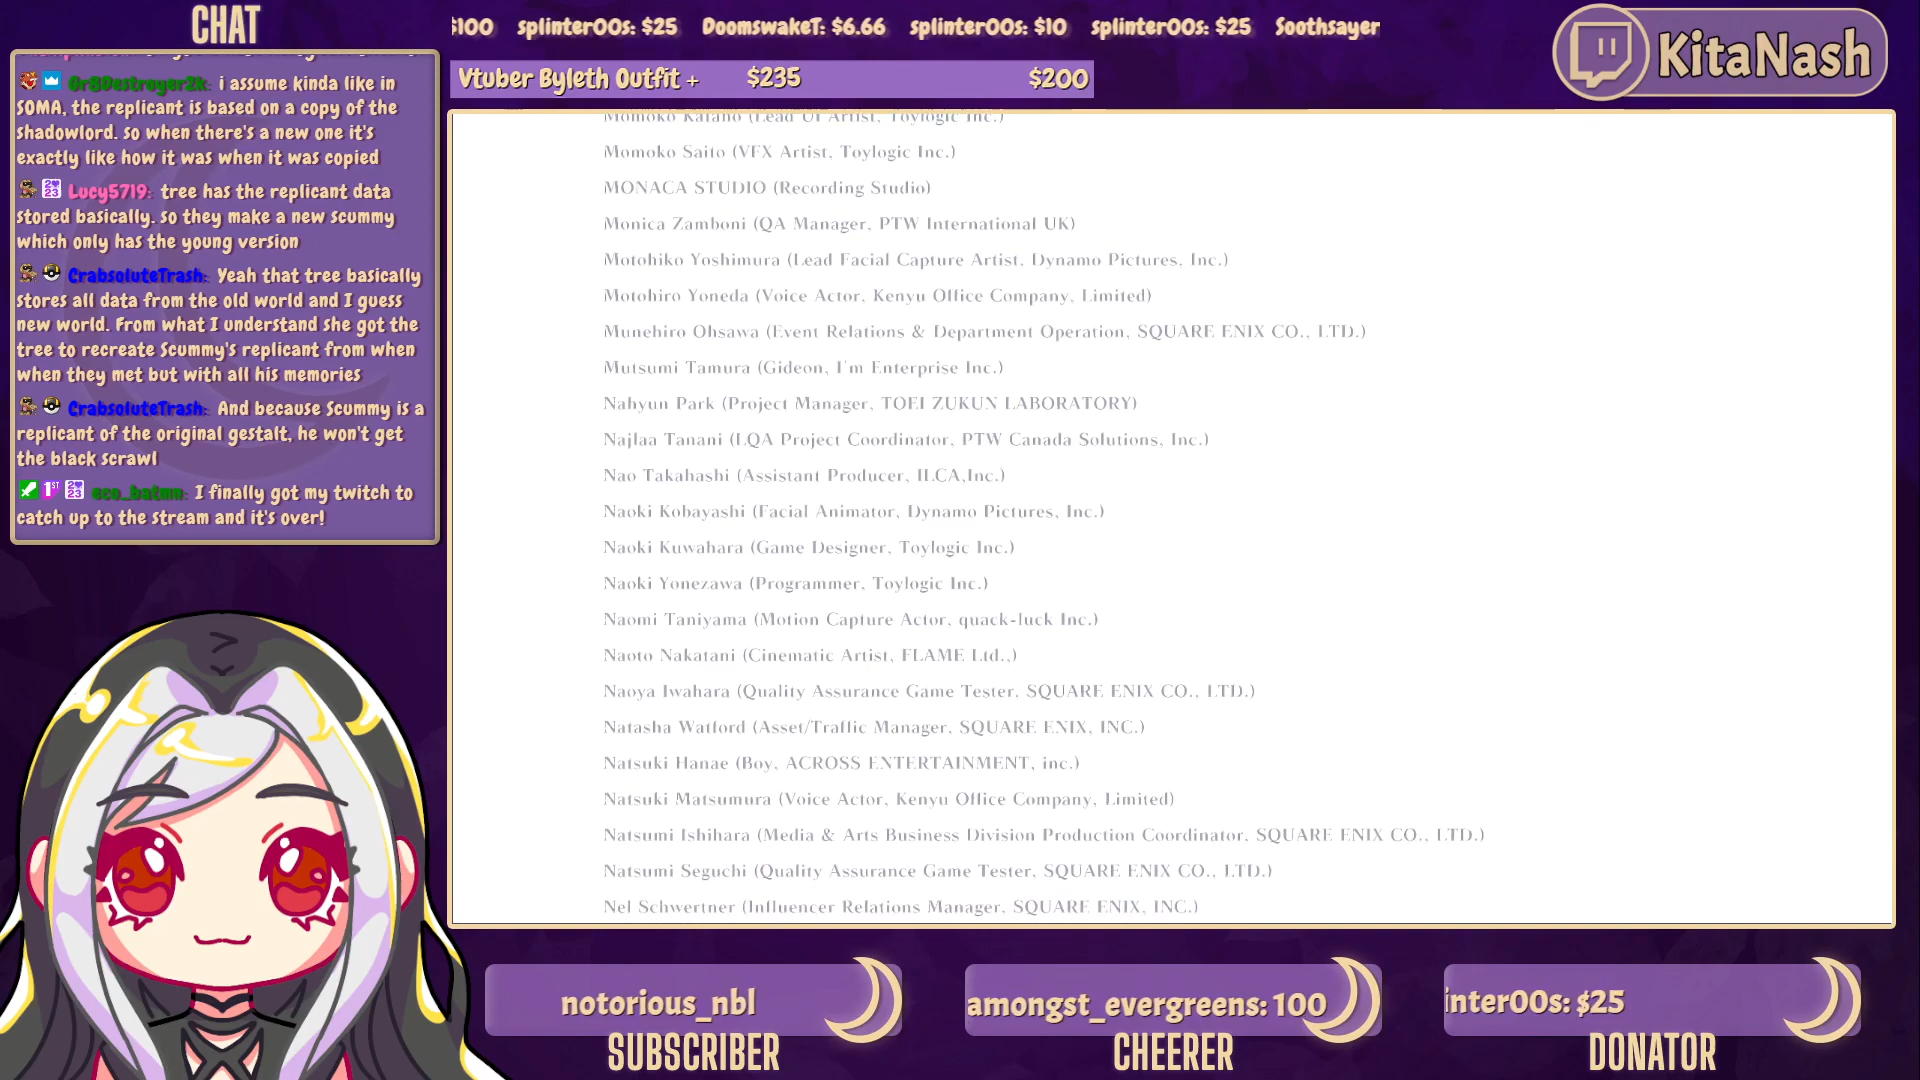 CHAT
$100 splinter00s: $25 DoomswakeT: $6.66 splinter00s: $10 splinter00s: $25 Soothsayer
KitaNash
Vtuber Byleth Outfit + $235 $200
Gr8Destroyer2k: i assume kinda like in
SOMA, the replicant is based on a copy of the
shadowlord. so when there's a new one it's
exactly like how it was when it was copied
Lucy5719: tree has the replicant data
stored basically. so they make a new scummy
which only has the young version
CrabsoluteTrash: Yeah that tree basically
stores all data from the old world and I guess
new world. From what I understand she got the
tree to recreate Scummy's replicant from when
when they met but with all his memories
CrabsoluteTrash: And because Scummy is a
replicant of the original gestalt, he won't get
the black scrawl
eco_batmn: I finally got my twitch to
catch up to the stream and it's over!
Momoko Katano (Lead UI Artist, Toylogic Inc.)
Momoko Saito (VFX Artist, Toylogic Inc.)
MONACA STUDIO (Recording Studio)
Monica Zamboni (QA Manager, PTW International UK)
Motohiko Yoshimura (Lead Facial Capture Artist, Dynamo Pictures, Inc.)
Motohiro Yoneda (Voice Actor, Kenyu Office Company, Limited)
Munehiro Ohsawa (Event Relations & Department Operation, SQUARE ENIX CO., LTD.)
Mutsumi Tamura (Gideon, I'm Enterprise Inc.)
Nahyun Park (Project Manager, TOEI ZUKUN LABORATORY)
Najlaa Tanani (LQA Project Coordinator, PTW Canada Solutions, Inc.)
Nao Takahashi (Assistant Producer, ILCA,Inc.)
Naoki Kobayashi (Facial Animator, Dynamo Pictures, Inc.)
Naoki Kuwahara (Game Designer, Toylogic Inc.)
Naoki Yonezawa (Programmer, Toylogic Inc.)
Naomi Taniyama (Motion Capture Actor, quack-luck Inc.)
Naoto Nakatani (Cinematic Artist, FLAME Ltd.,)
Naoya Iwahara (Quality Assurance Game Tester, SQUARE ENIX CO., LTD.)
Natasha Watford (Asset/Traffic Manager, SQUARE ENIX, INC.)
Natsuki Hanae (Boy, ACROSS ENTERTAINMENT, inc.)
Natsuki Matsumura (Voice Actor, Kenyu Office Company, Limited)
Natsumi Ishihara (Media & Arts Business Division Production Coordinator, SQUARE ENIX CO., LTD.)
Natsumi Seguchi (Quality Assurance Game Tester, SQUARE ENIX CO., LTD.)
Nel Schwertner (Influencer Relations Manager, SQUARE ENIX, INC.)
notorious_nbl
SUBSCRIBER
amongst_evergreens: 100
CHEERER
inter00s: $25
DONATOR